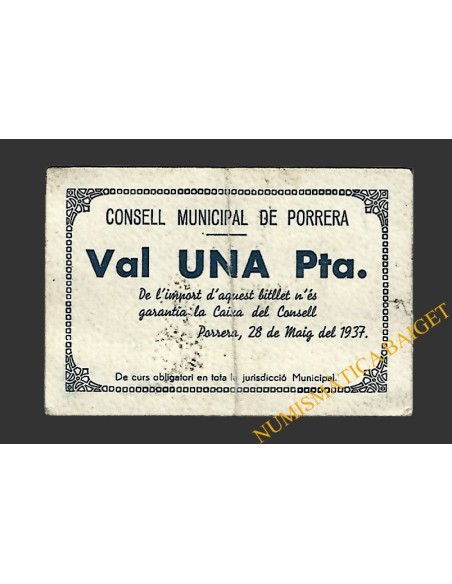 CONSELL MUNICIPAL DE PORRERA
Val UNA Pta.
De l'import d'aquest bitllet n'és
garantia la Caixa del Consell
Porrera, 28 de Maig del 1937.
De curs obligatori en tota la jurisdicció Municipal.
NUMISMATICA BAIGET